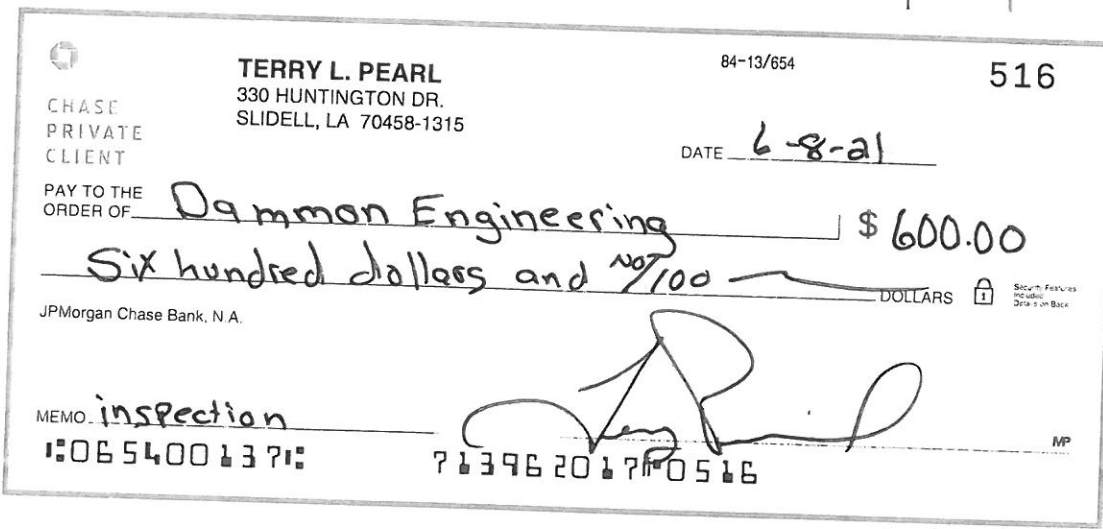 TERRY L. PEARL
330 HUNTINGTON DR.
SLIDELL, LA 70458-1315
84-13/654
516
CHASE
PRIVATE
CLIENT
DATE 6-8-21
PAY TO THE
ORDER OF Dammon Engineering $ 600.00
Six hundred dollars and NOT/100 DOLLARS
Security Features
Included
Details on Back
JPMorgan Chase Bank, N.A.
MEMO inspection
MP
⑆065400137⑆ 713962017⑈0516